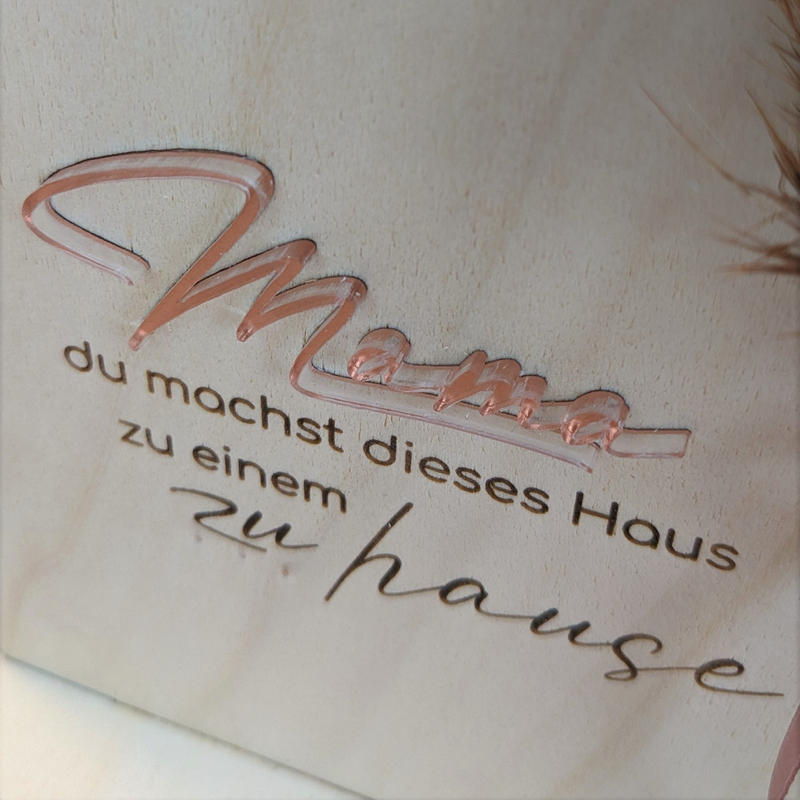 Mama
du machst dieses Haus
zu einem
zu hause